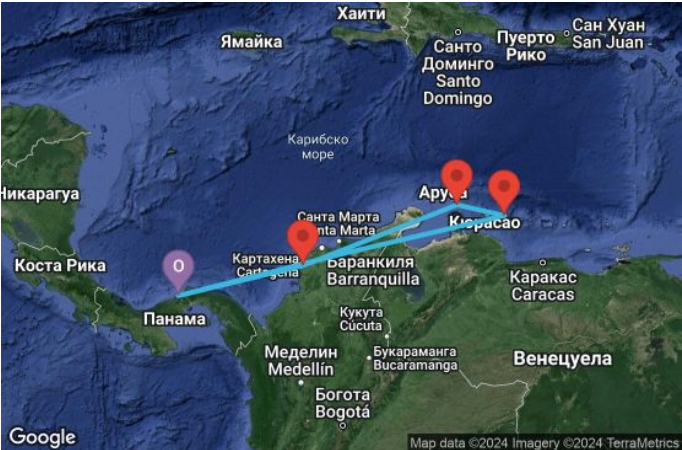 Хаити
Ямайка
Сан Хуан
San Juan
Пуерто
Рико
Санто
Доминго
Santo
Domingo
Карибско
море
Никарагуа
Аруба
Кюрасао
Санта Марта
Santa Marta
Картахена
Cartagena
Баранкиля
Barranquilla
Коста Рика
O
Панама
Каракас
Caracas
Кукута
Cúcuta
Меделин
Medellín
Букараманга
Bucaramanga
Венецуела
Богота
Bogotá
Google
Map data ©2024 Imagery ©2024 TerraMetrics